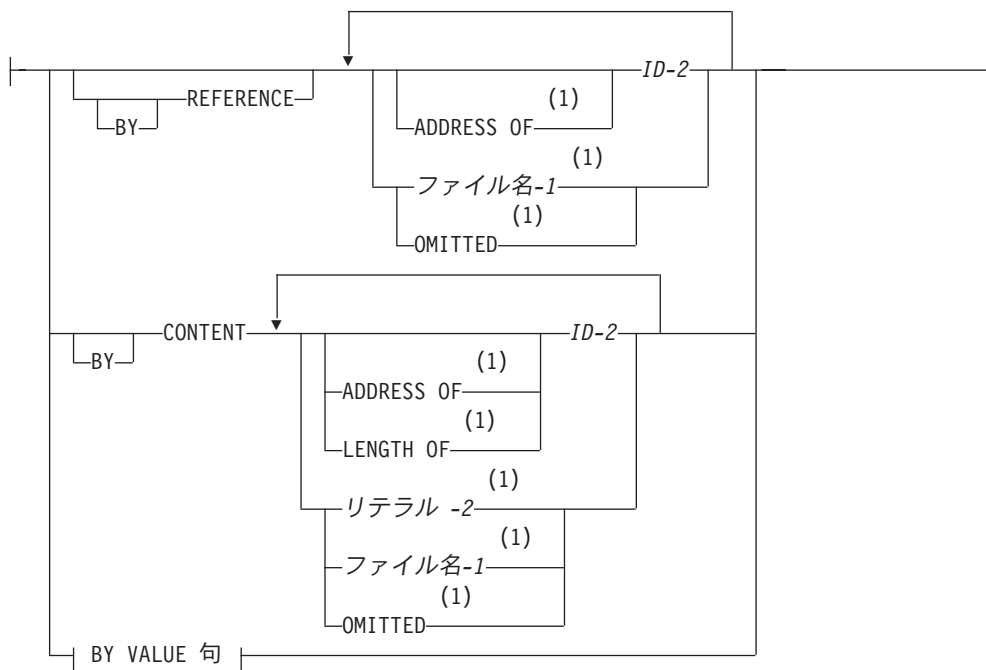 ID-2
REFERENCE
(1)
BY
ADDRESS OF
(1)
ファイル名-1
(1)
OMITTED
CONTENT
ID-2
BY
(1)
ADDRESS OF
(1)
LENGTH OF
(1)
リテラル -2
(1)
ファイル名-1
(1)
OMITTED
BY VALUE 句